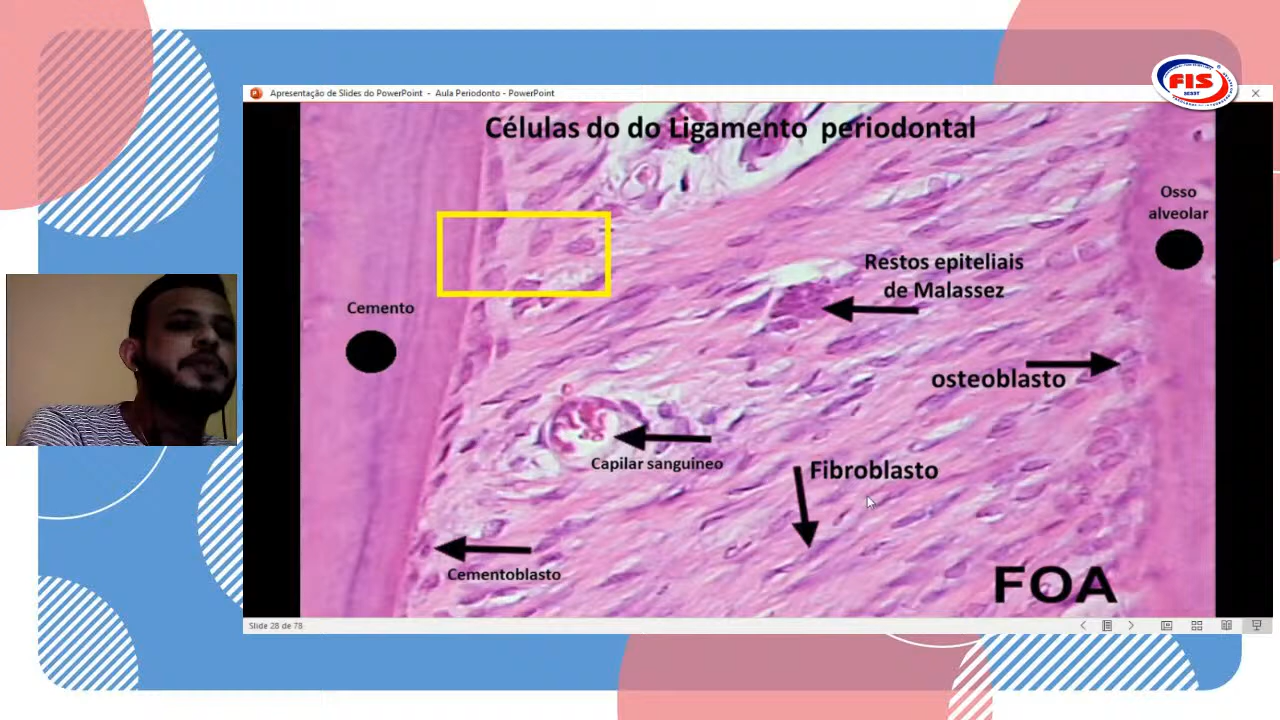 Apresentação de Slides do PowerPoint - Aula Periodonto - PowerPoint
FIS
Células do do Ligamento periodontal
Osso
alveolar
Restos epiteliais
de Malassez
Cemento
osteoblasto
Capilar sanguineo
Fibroblasto
Cementoblasto
FOA
Slide 28 de 78